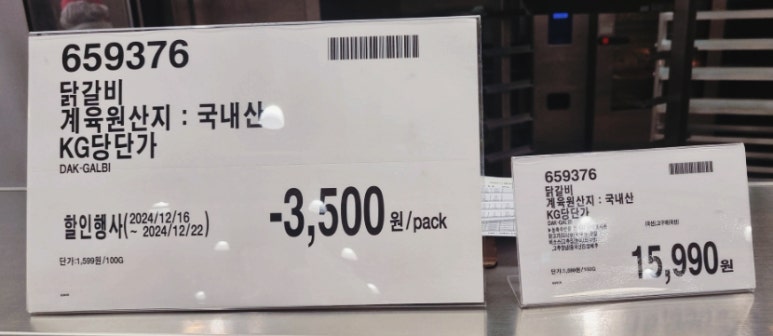 659376
닭갈비
계육원산지 : 국내산
KG당단가
DAK-GALBI
할인행사(2024/12/16
~ 2024/12/22)
-3,500원/pack
단가:1,599원/100G
659376
닭갈비
계육원산지 : 국내산
KG당단가
DAK-GALBI
단가:1,599원/100G
15,990원